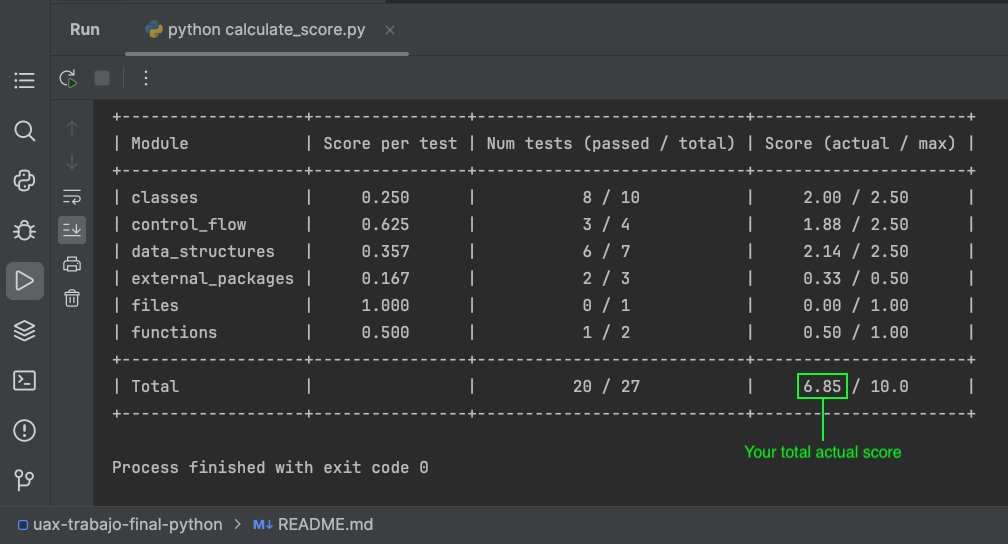 Run python calculate_score.py
+-------------------+----------------+----------------------------+----------------------+
| Module | Score per test | Num tests (passed / total) | Score (actual / max) |
+-------------------+----------------+----------------------------+----------------------+
| classes | 0.250 | 8 / 10 | 2.00 / 2.50 |
| control_flow | 0.625 | 3 / 4 | 1.88 / 2.50 |
| data_structures | 0.357 | 6 / 7 | 2.14 / 2.50 |
| external_packages | 0.167 | 2 / 3 | 0.33 / 0.50 |
| files | 1.000 | 0 / 1 | 0.00 / 1.00 |
| functions | 0.500 | 1 / 2 | 0.50 / 1.00 |
+-------------------+----------------+----------------------------+----------------------+
| Total | | 20 / 27 | 6.85 / 10.0 |
+-------------------+----------------+----------------------------+----------------------+
Your total actual score
Process finished with exit code 0
uax-trabajo-final-python > M↓ README.md